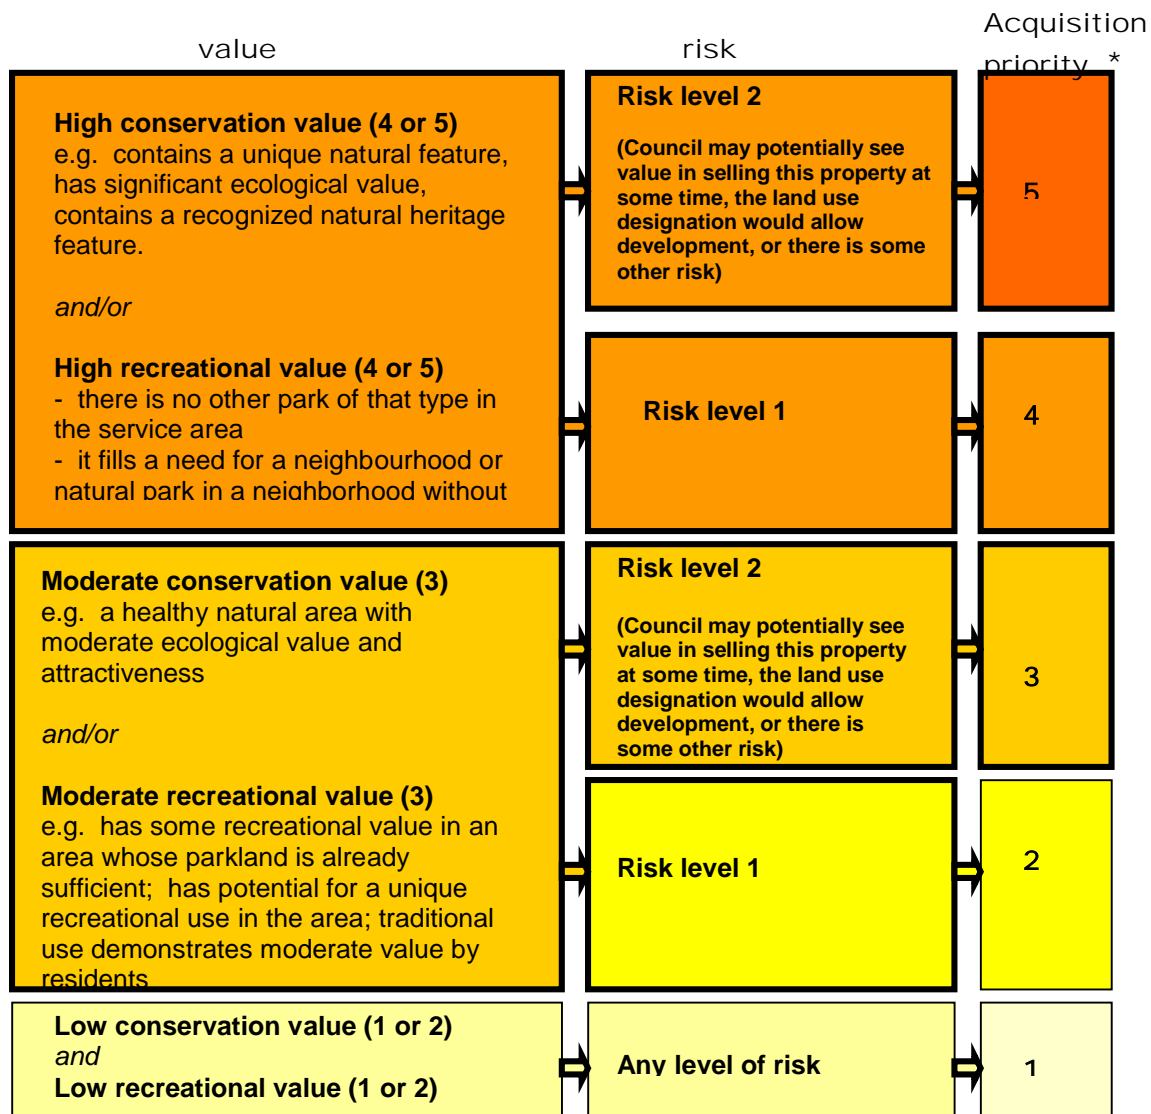 value
risk
Acquisition
priority *
High conservation value (4 or 5)
e.g. contains a unique natural feature,
has significant ecological value,
contains a recognized natural heritage
feature.
and/or
High recreational value (4 or 5)
- there is no other park of that type in
the service area
- it fills a need for a neighbourhood or
natural park in a neighborhood without
Risk level 2
(Council may potentially see
value in selling this property at
some time, the land use
designation would allow
development, or there is some
other risk)
5
Risk level 1
4
Moderate conservation value (3)
e.g. a healthy natural area with
moderate ecological value and
attractiveness
and/or
Moderate recreational value (3)
e.g. has some recreational value in an
area whose parkland is already
sufficient; has potential for a unique
recreational use in the area; traditional
use demonstrates moderate value by
residents
Risk level 2
(Council may potentially see
value in selling this property
at some time, the land use
designation would allow
development, or there is
some other risk)
3
Risk level 1
2
Low conservation value (1 or 2)
and
Low recreational value (1 or 2)
Any level of risk
1